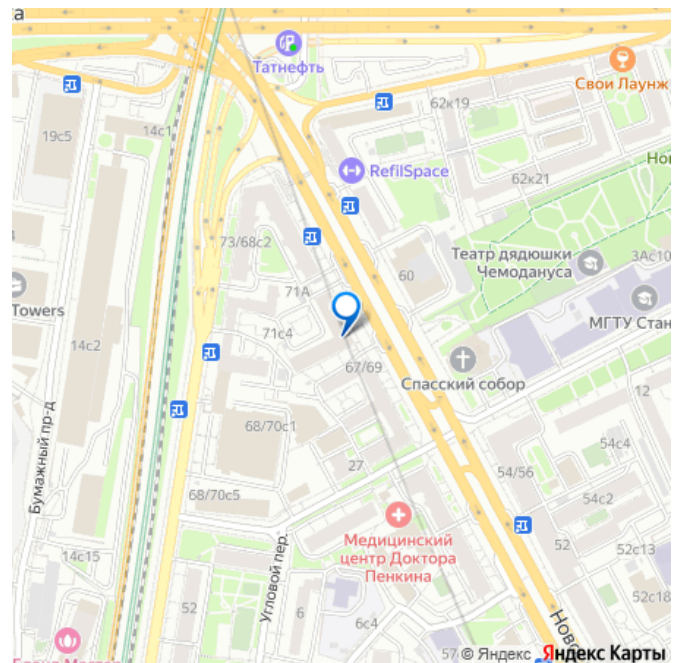 а
Татнефть
Свои Лаунж
14с1
62к19
19с5
RefilSpace
Нов
62к21
73/68с2
Театр дядюшки
Чемодануса
3Ас10
60
Towers
71А
МГТУ Стан
71с4
14с2
67/69
Спасский собор
12
Бумажный пр-д
68/70с1
54с4
27
54/56
68/70с5
54с2
Медицинский
центр Доктора
Пенкина
52
14с15
Угловой пер.
52с13
52
6
52с18
6с4
Нов
57
© Яндекс Яндекс Карты